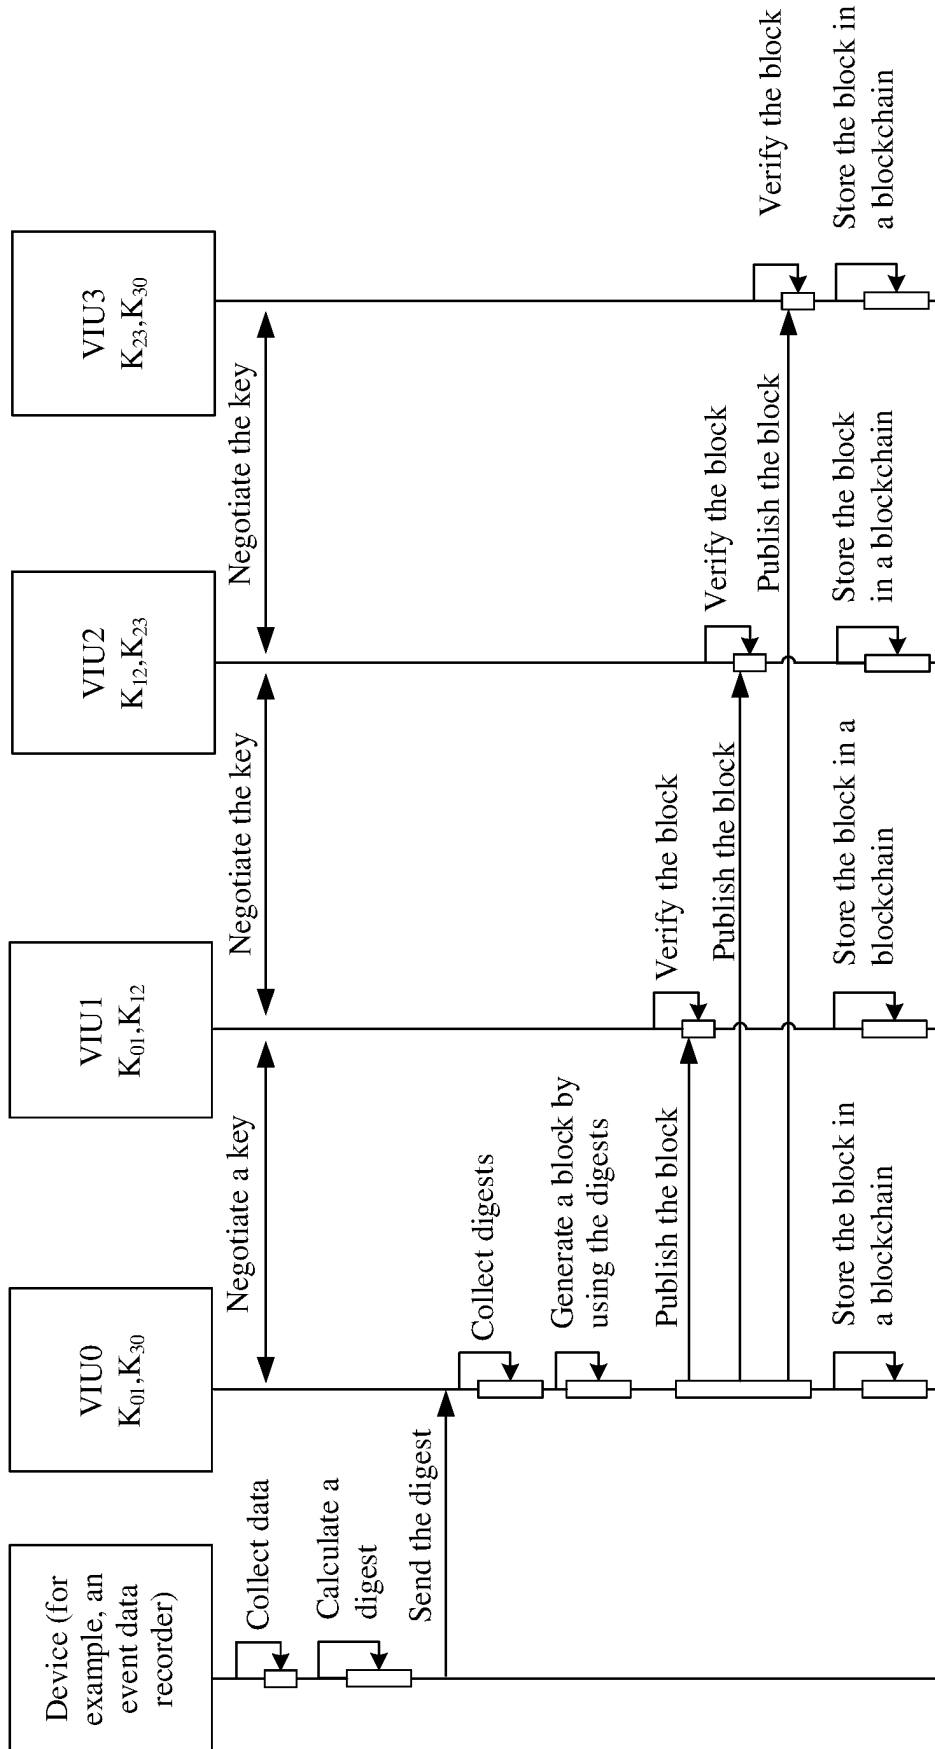 Device (for
example, an
event data
recorder)
VIU0
K01,K30
VIU1
K01,K12
VIU2
K12,K23
VIU3
K23,K30
Negotiate a key
Negotiate the key
Negotiate the key
Collect data
Calculate a
digest
Send the digest
Collect digests
Generate a block by
using the digests
Publish the block
Verify the block
Publish the block
Verify the block
Publish the block
Verify the block
Store the block in
a blockchain
Store the block in a
blockchain
Store the block
in a blockchain
Store the block in
a blockchain